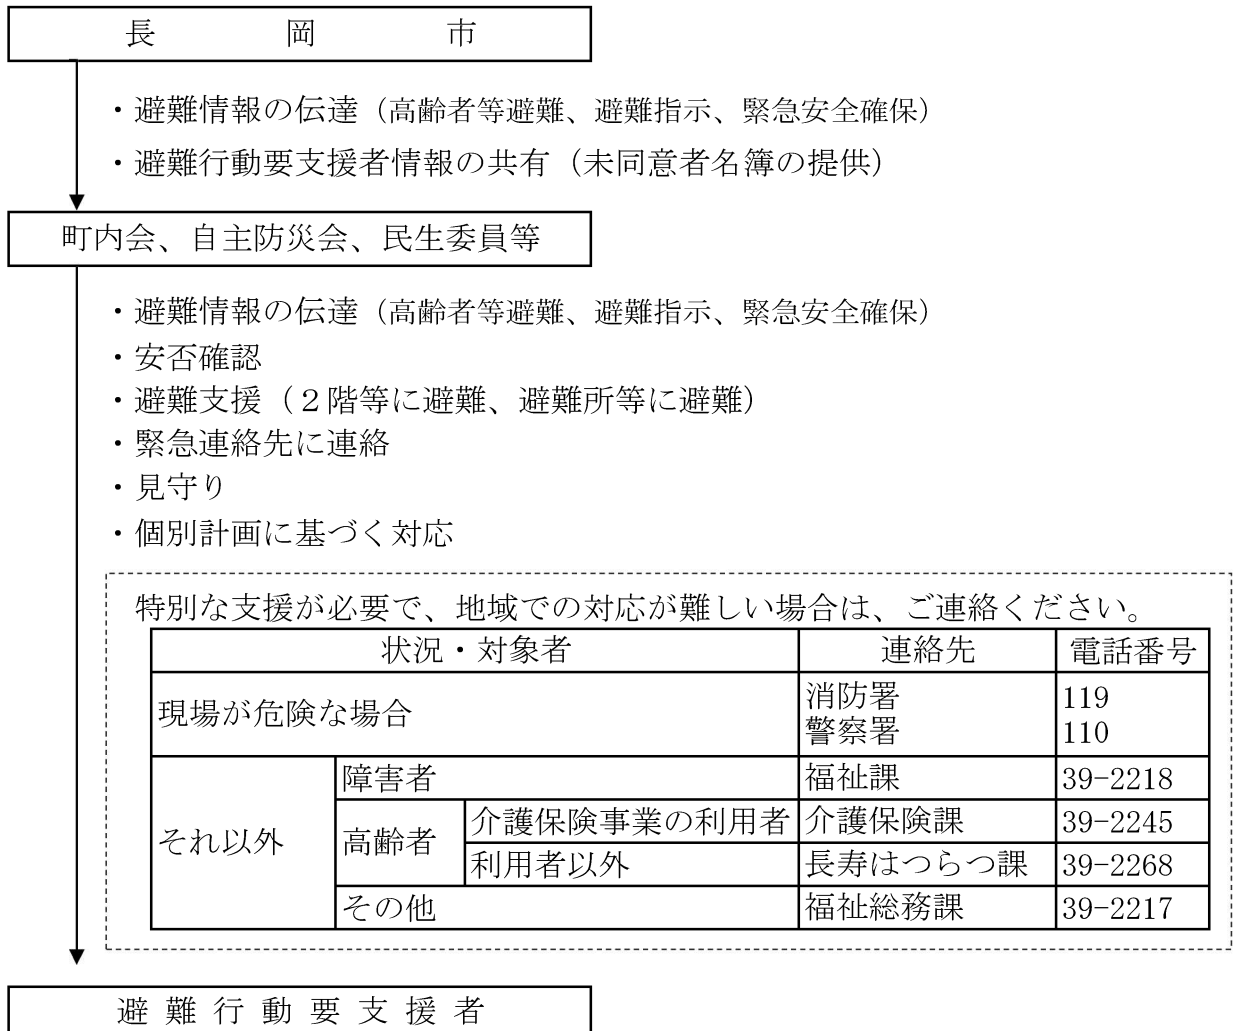 長岡市
・避難情報の伝達（高齢者等避難、避難指示、緊急安全確保）
・避難行動要支援者情報の共有（未同意者名簿の提供）
町内会、自主防災会、民生委員等
・避難情報の伝達（高齢者等避難、避難指示、緊急安全確保）
・安否確認
・避難支援（２階等に避難、避難所等に避難）
・緊急連絡先に連絡
・見守り
・個別計画に基づく対応
特別な支援が必要で、地域での対応が難しい場合は、ご連絡ください。
状況・対象者 連絡先 電話番号
現場が危険な場合 消防署 119
警察署 110
それ以外 障害者 福祉課 39-2218
高齢者 介護保険事業の利用者 介護保険課 39-2245
利用者以外 長寿はつらつ課 39-2268
その他 福祉総務課 39-2217
避難行動要支援者